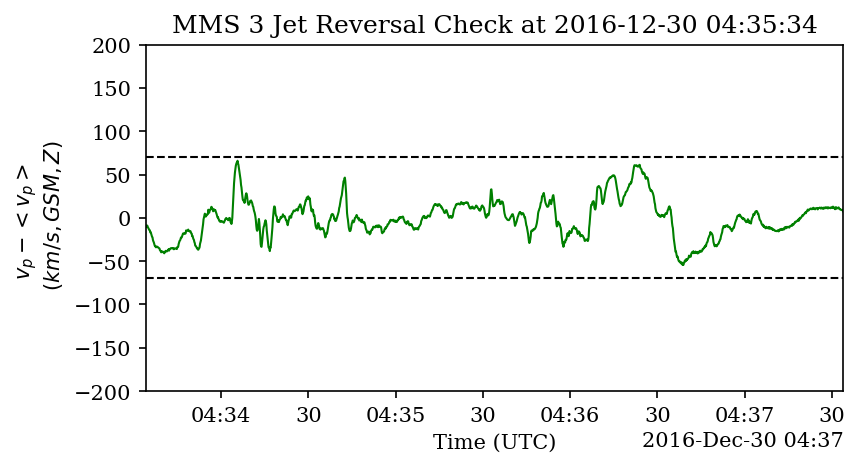 MMS 3 Jet Reversal Check at 2016-12-30 04:35:34
200
150
100
50
0
−50
−100
−150
−200
v_p − < v_p >
(km/s, GSM, Z)
04:34 30 04:35 30 04:36 30 04:37 30
Time (UTC)
2016-Dec-30 04:37